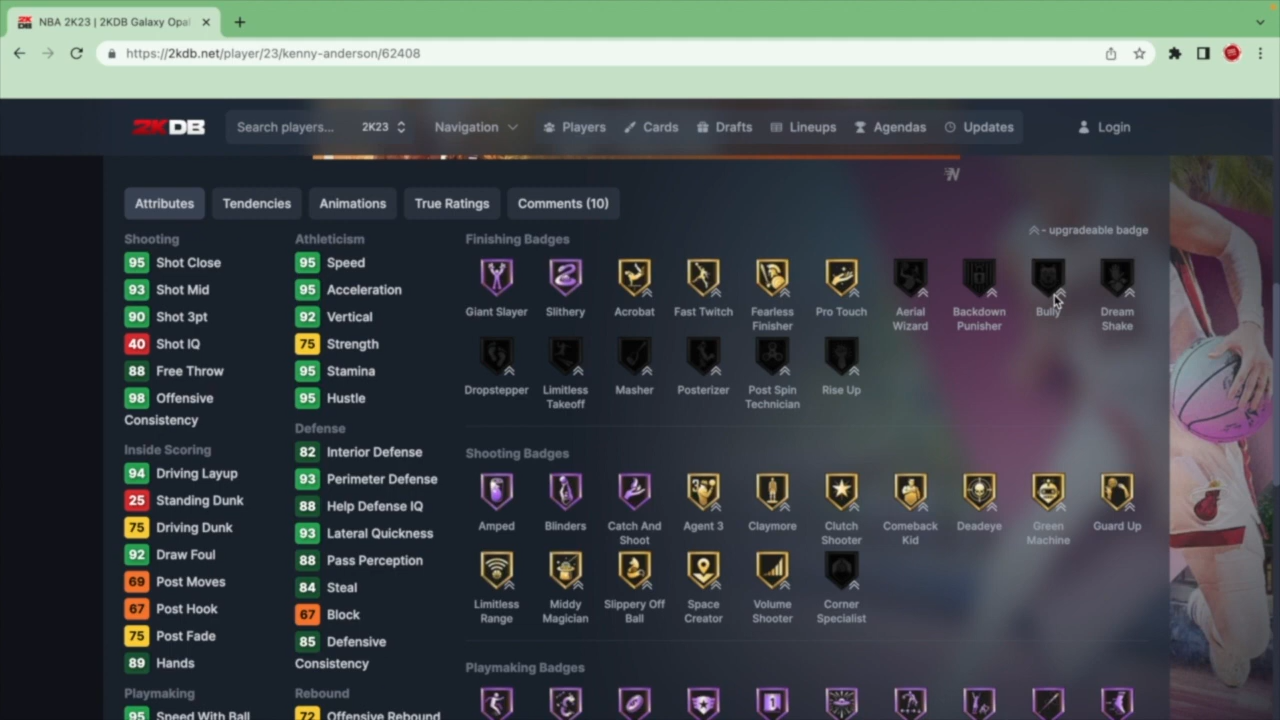 NBA 2K23 | 2KDB Galaxy Opal
https://2kdb.net/player/23/kenny-anderson/62408
2KDB
Search players...
2K23
Navigation
Players
Cards
Drafts
Lineups
Agendas
Updates
Login
Attributes
Tendencies
Animations
True Ratings
Comments (10)
- upgradeable badge
Shooting
95 Shot Close
93 Shot Mid
90 Shot 3pt
40 Shot IQ
88 Free Throw
98 Offensive
Consistency
Inside Scoring
94 Driving Layup
25 Standing Dunk
75 Driving Dunk
92 Draw Foul
69 Post Moves
67 Post Hook
75 Post Fade
89 Hands
Playmaking
95 Speed With Ball
Athleticism
95 Speed
95 Acceleration
92 Vertical
75 Strength
95 Stamina
95 Hustle
Defense
82 Interior Defense
93 Perimeter Defense
88 Help Defense IQ
93 Lateral Quickness
88 Pass Perception
84 Steal
67 Block
85 Defensive
Consistency
Rebound
72 Offensive Rebound
Finishing Badges
Giant Slayer
Slithery
Acrobat
Fast Twitch
Fearless
Finisher
Pro Touch
Aerial
Wizard
Backdown
Punisher
Bully
Dream
Shake
Dropstepper
Limitless
Takeoff
Masher
Posterizer
Post Spin
Technician
Rise Up
Shooting Badges
Amped
Blinders
Catch And
Shoot
Agent 3
Claymore
Clutch
Shooter
Comeback
Kid
Deadeye
Green
Machine
Guard Up
Limitless
Range
Middy
Magician
Slippery Off
Ball
Space
Creator
Volume
Shooter
Corner
Specialist
Playmaking Badges